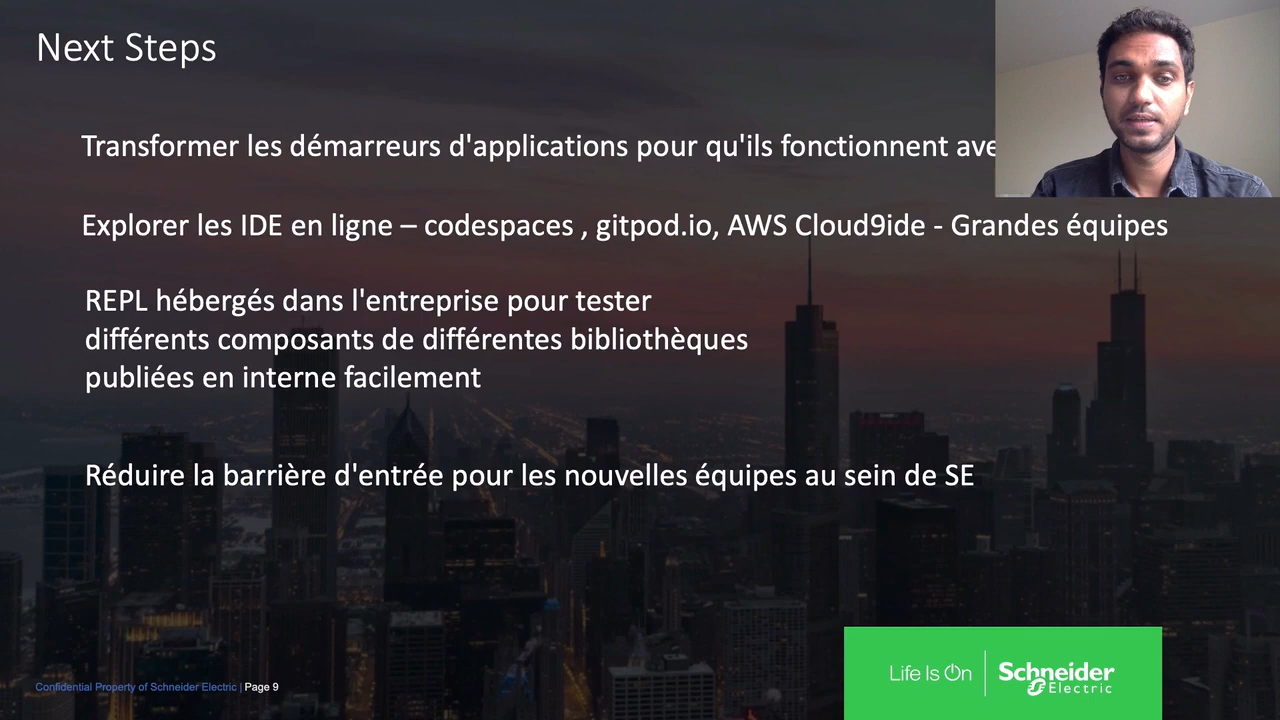 Next Steps
Transformer les démarreurs d'applications pour qu'ils fonctionnent
Explorer les IDE en ligne – codespaces , gitpod.io, AWS Cloud9ide - Grandes équipes
REPL hébergés dans l'entreprise pour tester
différents composants de différentes bibliothèques
publiées en interne facilement
Réduire la barrière d'entrée pour les nouvelles équipes au sein de SE
Life Is On
Schneider
Electric
Confidential Property of Schneider Electric | Page 9